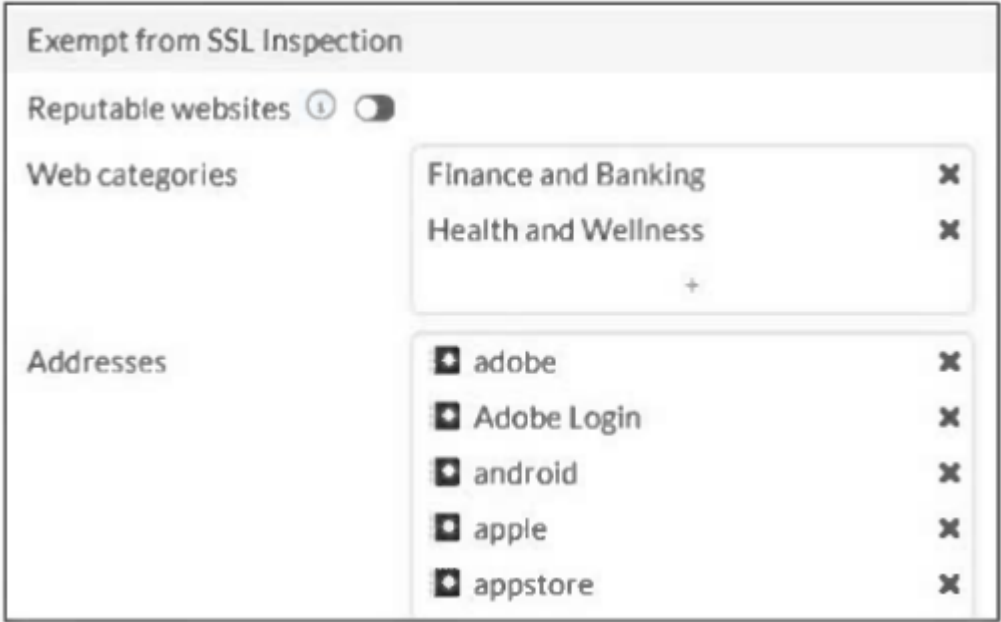 Exempt from SSL Inspection
Reputable websites
Web categories
Finance and Banking
Health and Wellness
+
Addresses
adobe
Adobe Login
android
apple
appstore